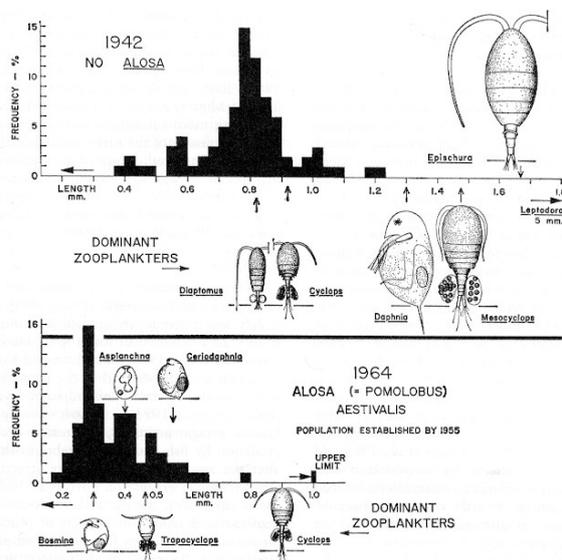 1942
NO ALOSA
FREQUENCY — %
15
10
5
0
LENGTH mm.
0.4
0.6
0.8
1.0
1.2
1.4
1.6
1.8
Epischura
Leptodora
5 mm.
DOMINANT
ZOOPLANKTERS
Diaptomus
Cyclops
Daphnia
Mesocyclops
FREQUENCY — %
16
10
5
0
Asplanchna
Ceriodaphnia
1964
ALOSA (= POMOLOBUS)
AESTIVALIS
POPULATION ESTABLISHED BY 1955
UPPER
LIMIT
0.2
0.4
0.6
LENGTH
mm.
0.8
1.0
Bosmina
Tropocyclops
Cyclops
DOMINANT
ZOOPLANKTERS